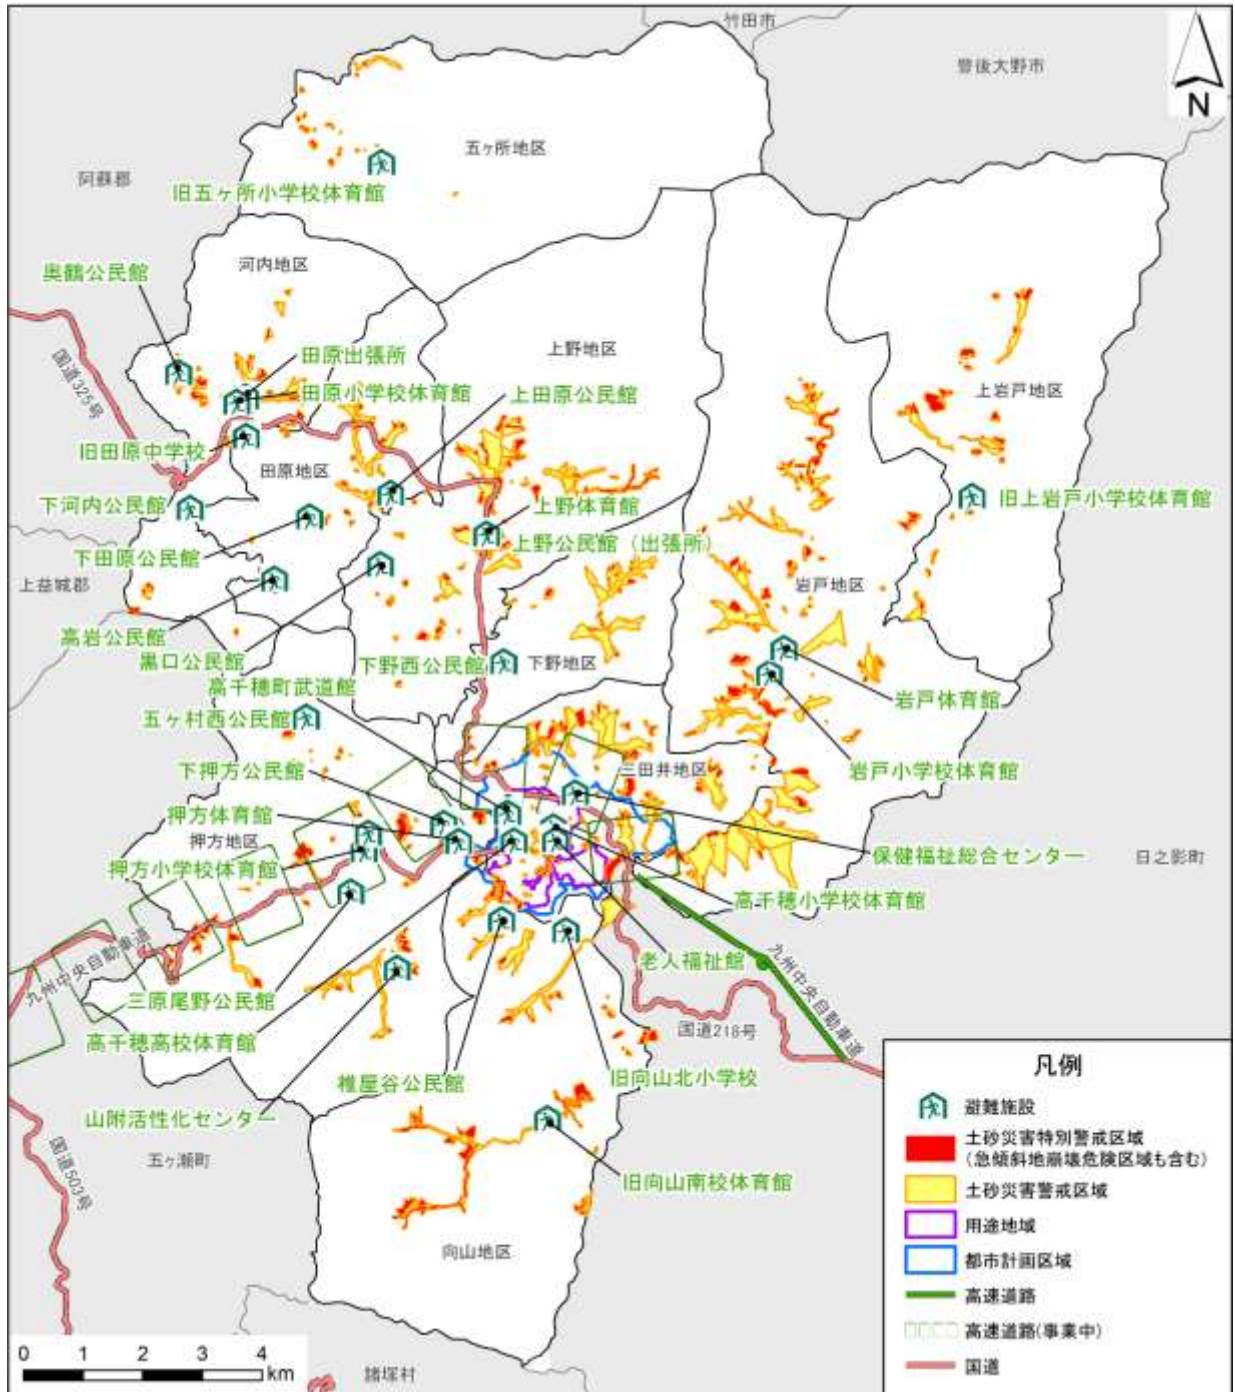 竹田市
豊後大野市
N
五ヶ所地区
阿蘇郡
旧五ヶ所小学校体育館
河内地区
奥鶴公民館
田原出張所
上野地区
国道325号
田原小学校体育館
上田原公民館
上岩戸地区
旧田原中学校
田原地区
下河内公民館
上野体育館
旧上岩戸小学校体育館
下田原公民館
上野公民館（出張所）
上益城郡
岩戸地区
高岩公民館
黒口公民館
下野西公民館
下野地区
高千穂町武道館
岩戸体育館
五ヶ村西公民館
下押方公民館
三田井地区
岩戸小学校体育館
押方体育館
押方地区
保健福祉総合センター
日之影町
押方小学校体育館
高千穂小学校体育館
九州中央自動車道
老人福祉館
九州中央自動車道
三原尾野公民館
国道218号
高千穂高校体育館
椎屋谷公民館
旧向山北小学校
山附活性化センター
五ヶ瀬町
国道503号
旧向山南校体育館
向山地区
諸塚村
0 1 2 3 4
km
凡例
避難施設
土砂災害特別警戒区域
(急傾斜地崩壊危険区域も含む)
土砂災害警戒区域
用途地域
都市計画区域
高速道路
高速道路(事業中)
国道